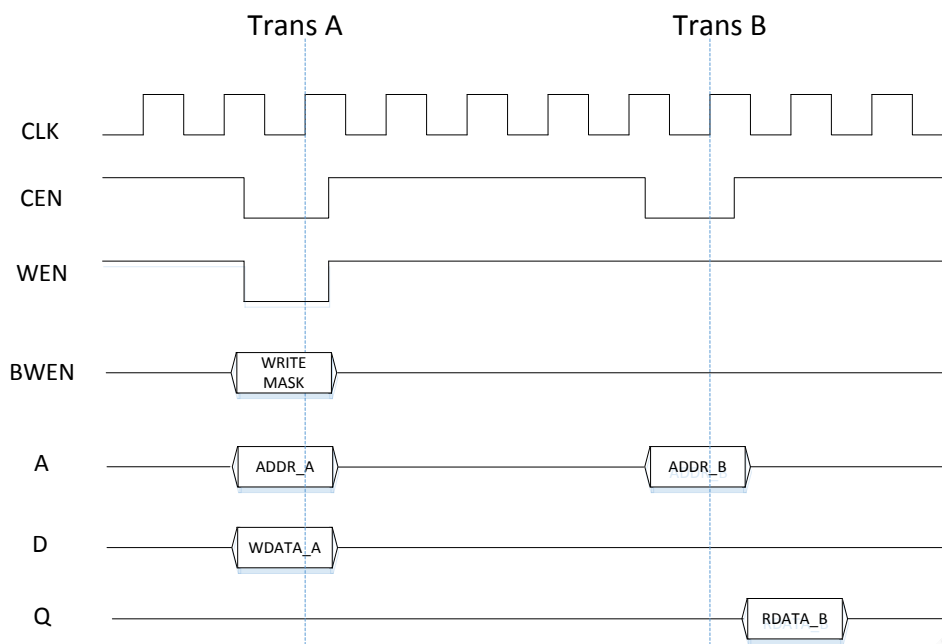 Trans A
Trans B
CLK
CEN
WEN
BWEN
WRITE
MASK
A
ADDR_A
ADDR_B
D
WDATA_A
Q
RDATA_B